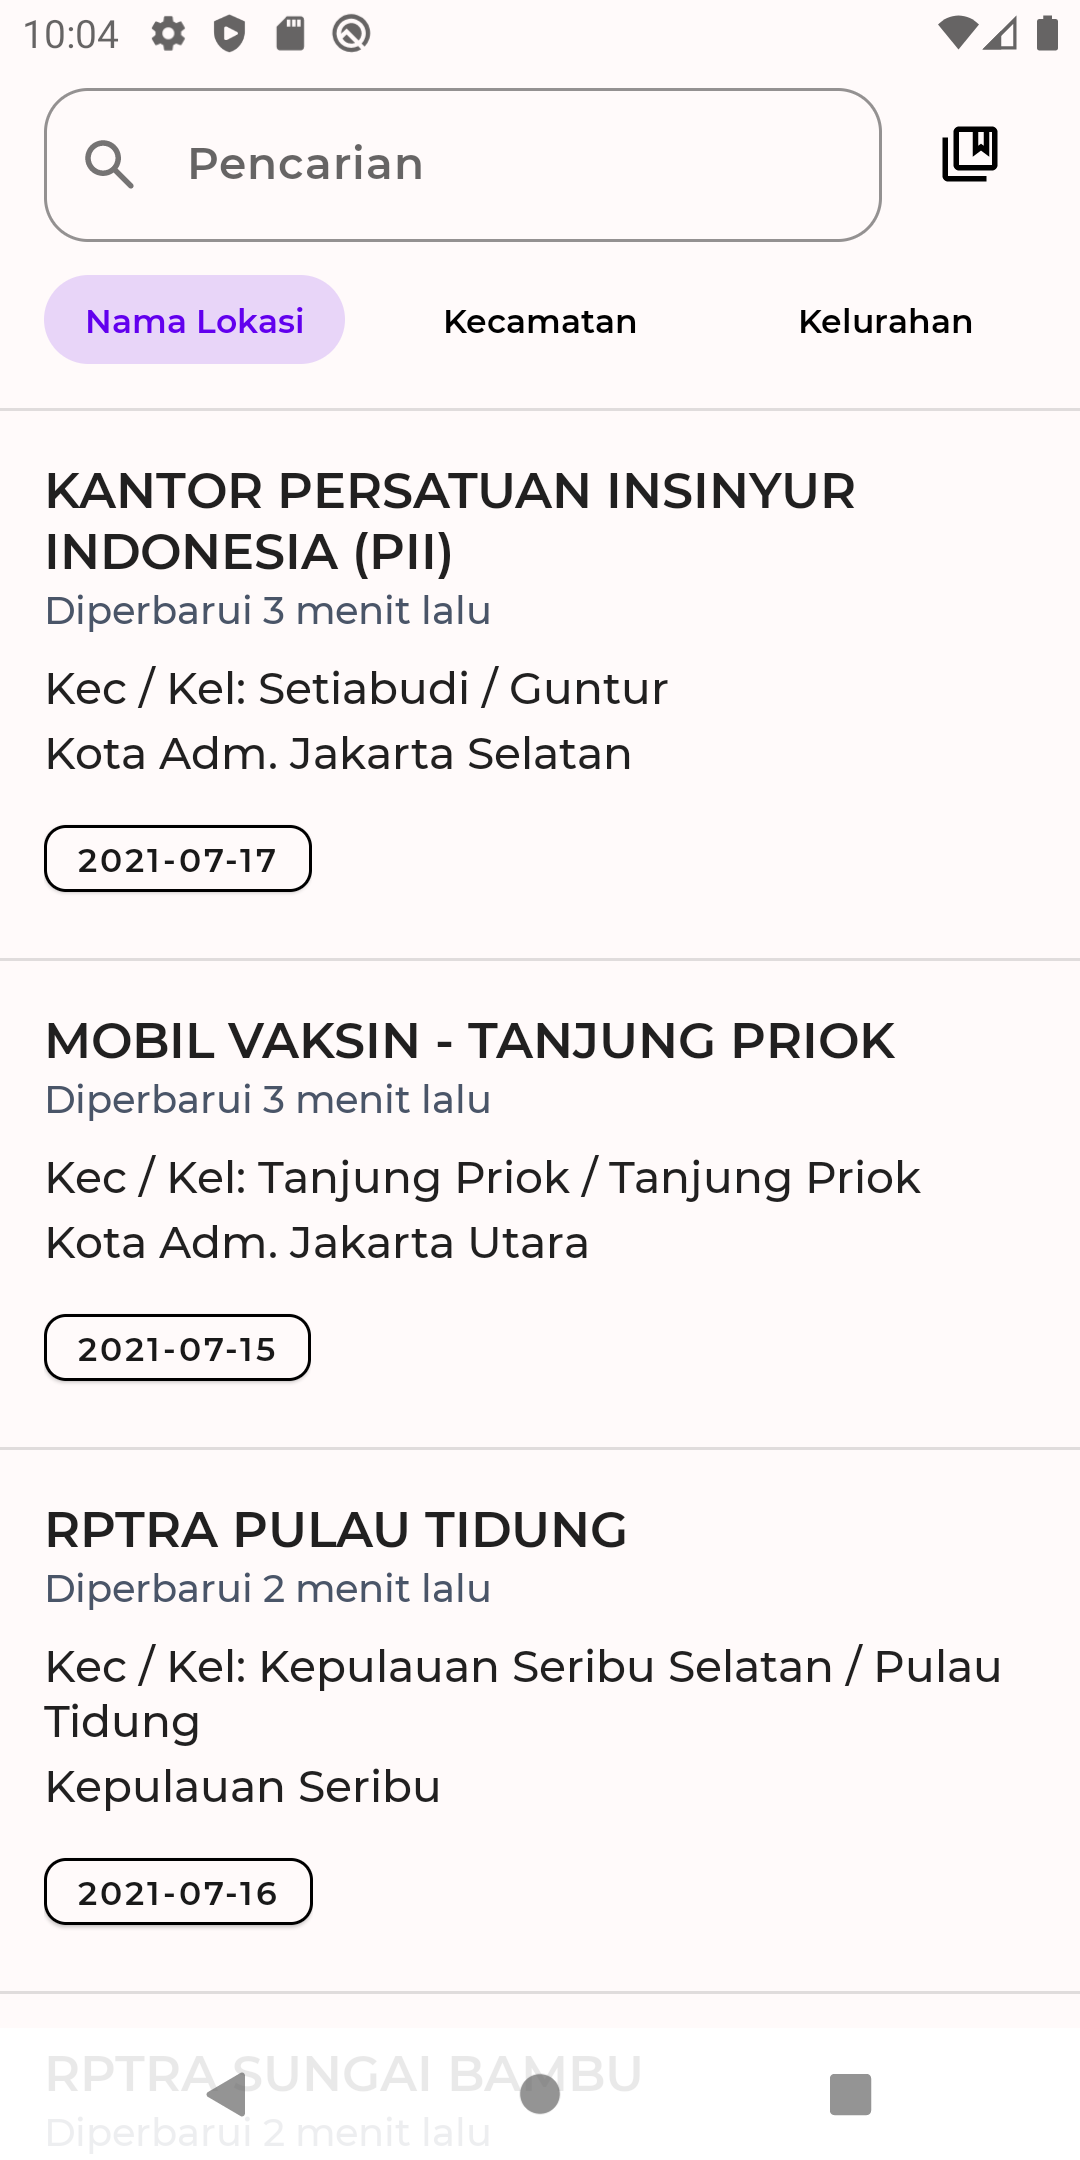 10:04
Pencarian
Nama Lokasi Kecamatan Kelurahan
KANTOR PERSATUAN INSINYUR
INDONESIA (PII)
Diperbarui 3 menit lalu
Kec / Kel: Setiabudi / Guntur
Kota Adm. Jakarta Selatan
2021-07-17
MOBIL VAKSIN - TANJUNG PRIOK
Diperbarui 3 menit lalu
Kec / Kel: Tanjung Priok / Tanjung Priok
Kota Adm. Jakarta Utara
2021-07-15
RPTRA PULAU TIDUNG
Diperbarui 2 menit lalu
Kec / Kel: Kepulauan Seribu Selatan / Pulau
Tidung
Kepulauan Seribu
2021-07-16
RPTRA SUNGAI BAMBU
Diperbarui 2 menit lalu